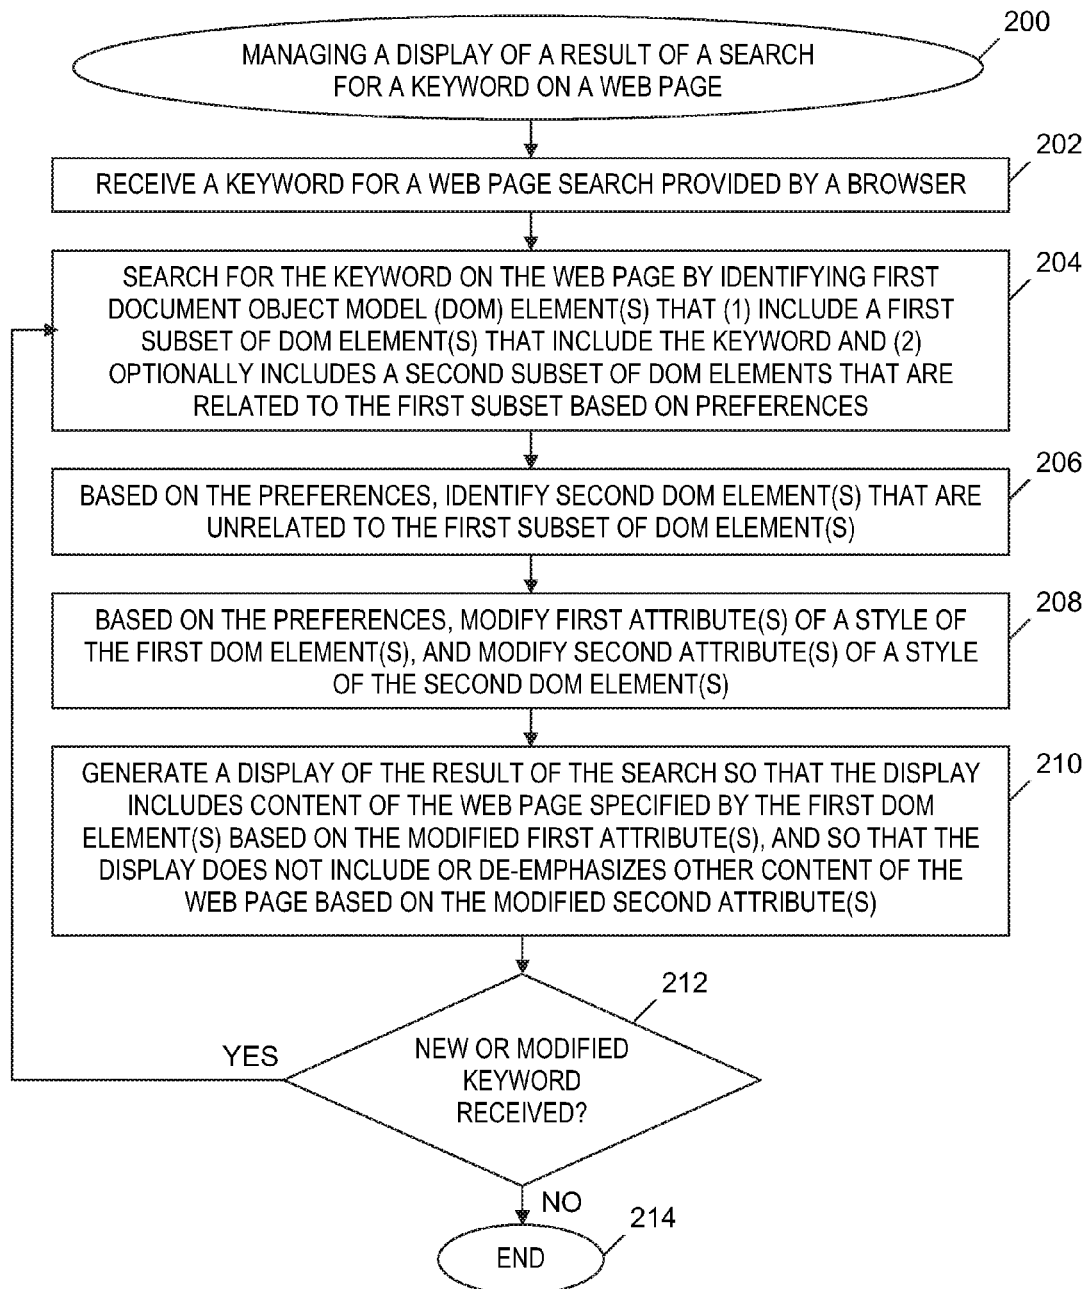 200
MANAGING A DISPLAY OF A RESULT OF A SEARCH
FOR A KEYWORD ON A WEB PAGE
202
RECEIVE A KEYWORD FOR A WEB PAGE SEARCH PROVIDED BY A BROWSER
204
SEARCH FOR THE KEYWORD ON THE WEB PAGE BY IDENTIFYING FIRST
DOCUMENT OBJECT MODEL (DOM) ELEMENT(S) THAT (1) INCLUDE A FIRST
SUBSET OF DOM ELEMENT(S) THAT INCLUDE THE KEYWORD AND (2)
OPTIONALLY INCLUDES A SECOND SUBSET OF DOM ELEMENTS THAT ARE
RELATED TO THE FIRST SUBSET BASED ON PREFERENCES
206
BASED ON THE PREFERENCES, IDENTIFY SECOND DOM ELEMENT(S) THAT ARE
UNRELATED TO THE FIRST SUBSET OF DOM ELEMENT(S)
208
BASED ON THE PREFERENCES, MODIFY FIRST ATTRIBUTE(S) OF A STYLE OF
THE FIRST DOM ELEMENT(S), AND MODIFY SECOND ATTRIBUTE(S) OF A STYLE
OF THE SECOND DOM ELEMENT(S)
210
GENERATE A DISPLAY OF THE RESULT OF THE SEARCH SO THAT THE DISPLAY
INCLUDES CONTENT OF THE WEB PAGE SPECIFIED BY THE FIRST DOM
ELEMENT(S) BASED ON THE MODIFIED FIRST ATTRIBUTE(S), AND SO THAT THE
DISPLAY DOES NOT INCLUDE OR DE-EMPHASIZES OTHER CONTENT OF THE
WEB PAGE BASED ON THE MODIFIED SECOND ATTRIBUTE(S)
212
YES
NEW OR MODIFIED
KEYWORD
RECEIVED?
NO
214
END